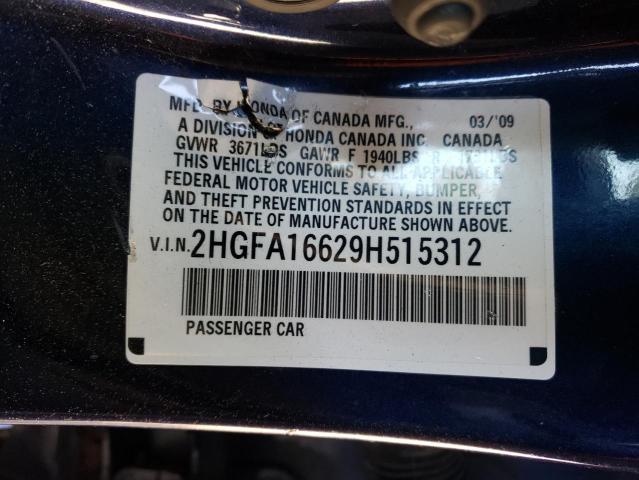 MFD. BY HONDA OF CANADA MFG., 03/'09
A DIVISION OF HONDA CANADA INC. CANADA
GVWR 3671LBS GAWR F 1940LBS R 1731LBS
THIS VEHICLE CONFORMS TO ALL APPLICABLE
FEDERAL MOTOR VEHICLE SAFETY, BUMPER,
AND THEFT PREVENTION STANDARDS IN EFFECT
ON THE DATE OF MANUFACTURE SHOWN ABOVE.
V.I.N. 2HGFA16629H515312
PASSENGER CAR